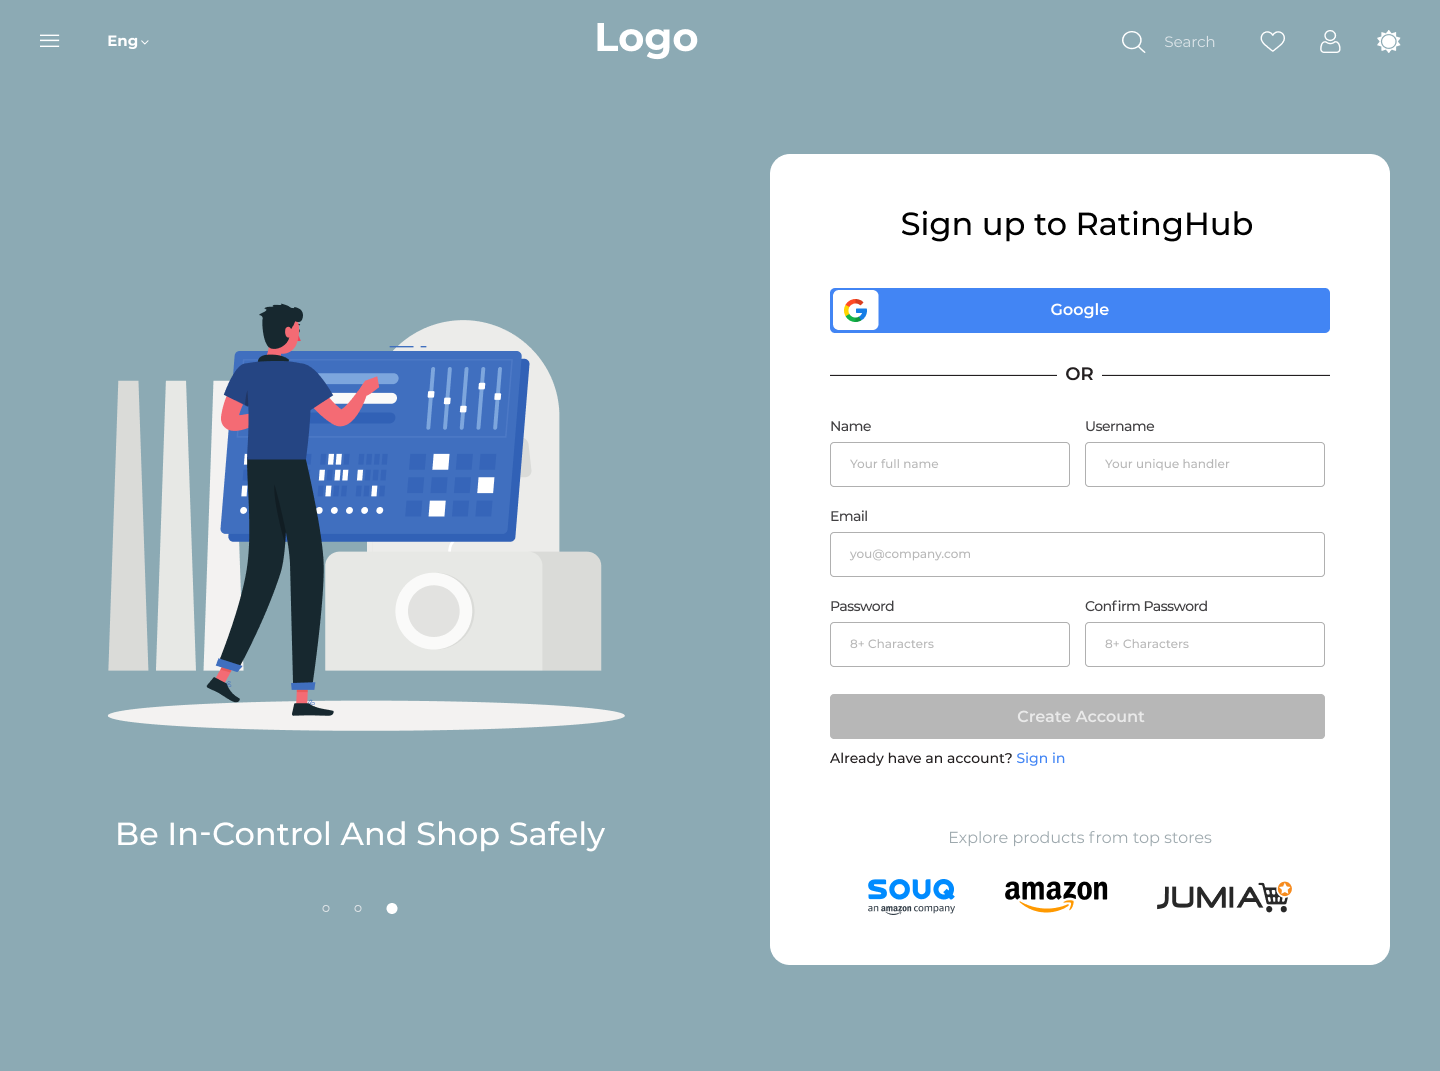 Eng
Logo
Search
Sign up to RatingHub
Google
OR
Name
Username
Your full name
Your unique handler
Email
you@company.com
Password
Confirm Password
8+ Characters
8+ Characters
Create Account
Already have an account? Sign in
Be In-Control And Shop Safely
Explore products from top stores
SOUQ
an amazon company
amazon
JUMIA